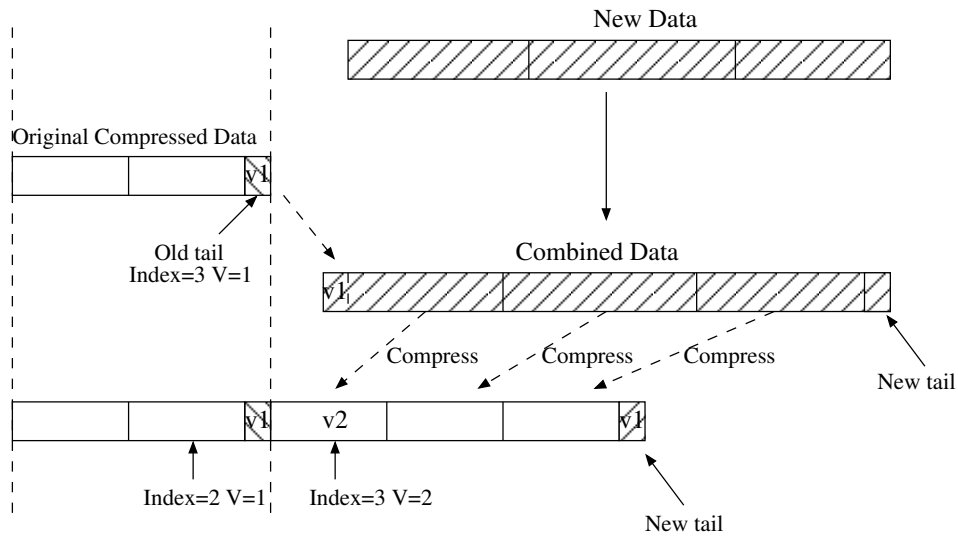 New Data
Original Compressed Data
v1
Old tail
Index=3 V=1
Combined Data
v1
Compress Compress Compress
New tail
v1 v2 v1
Index=2 V=1 Index=3 V=2
New tail